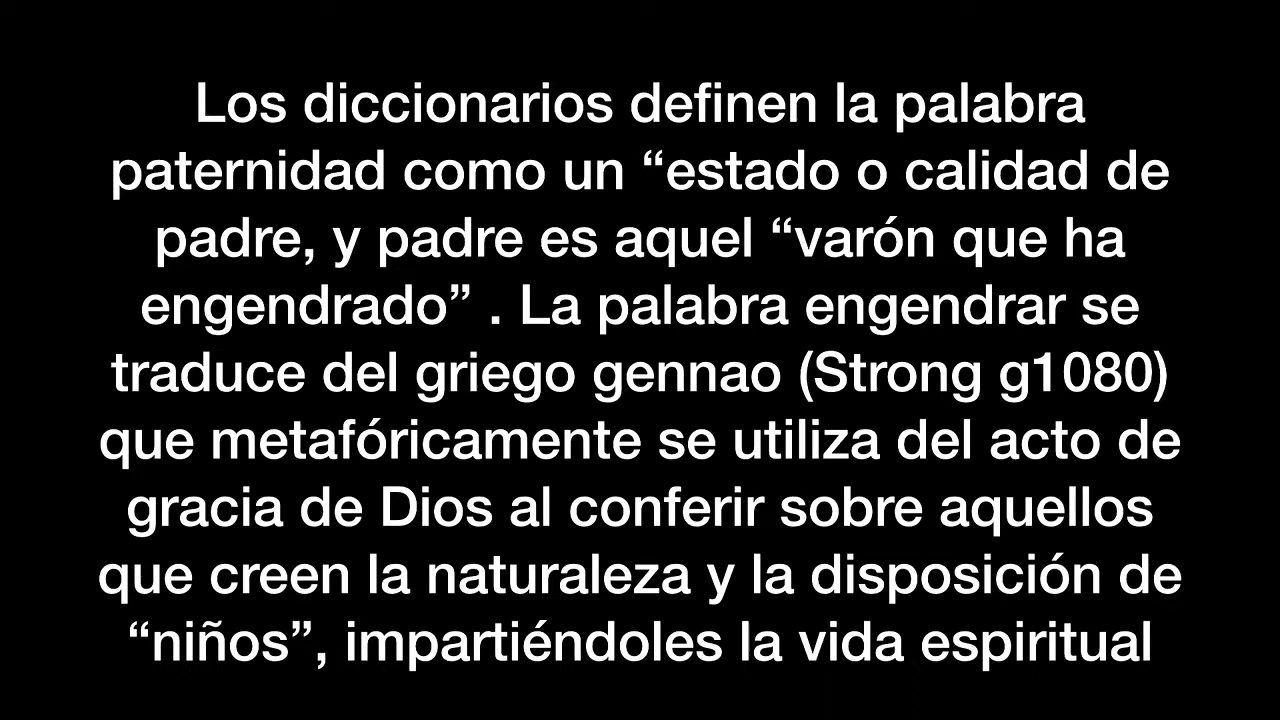 Los diccionarios definen la palabra
paternidad como un “estado o calidad de
padre, y padre es aquel “varón que ha
engendrado” . La palabra engendrar se
traduce del griego gennao (Strong g1080)
que metafóricamente se utiliza del acto de
gracia de Dios al conferir sobre aquellos
que creen la naturaleza y la disposición de
“niños”, impartiéndoles la vida espiritual